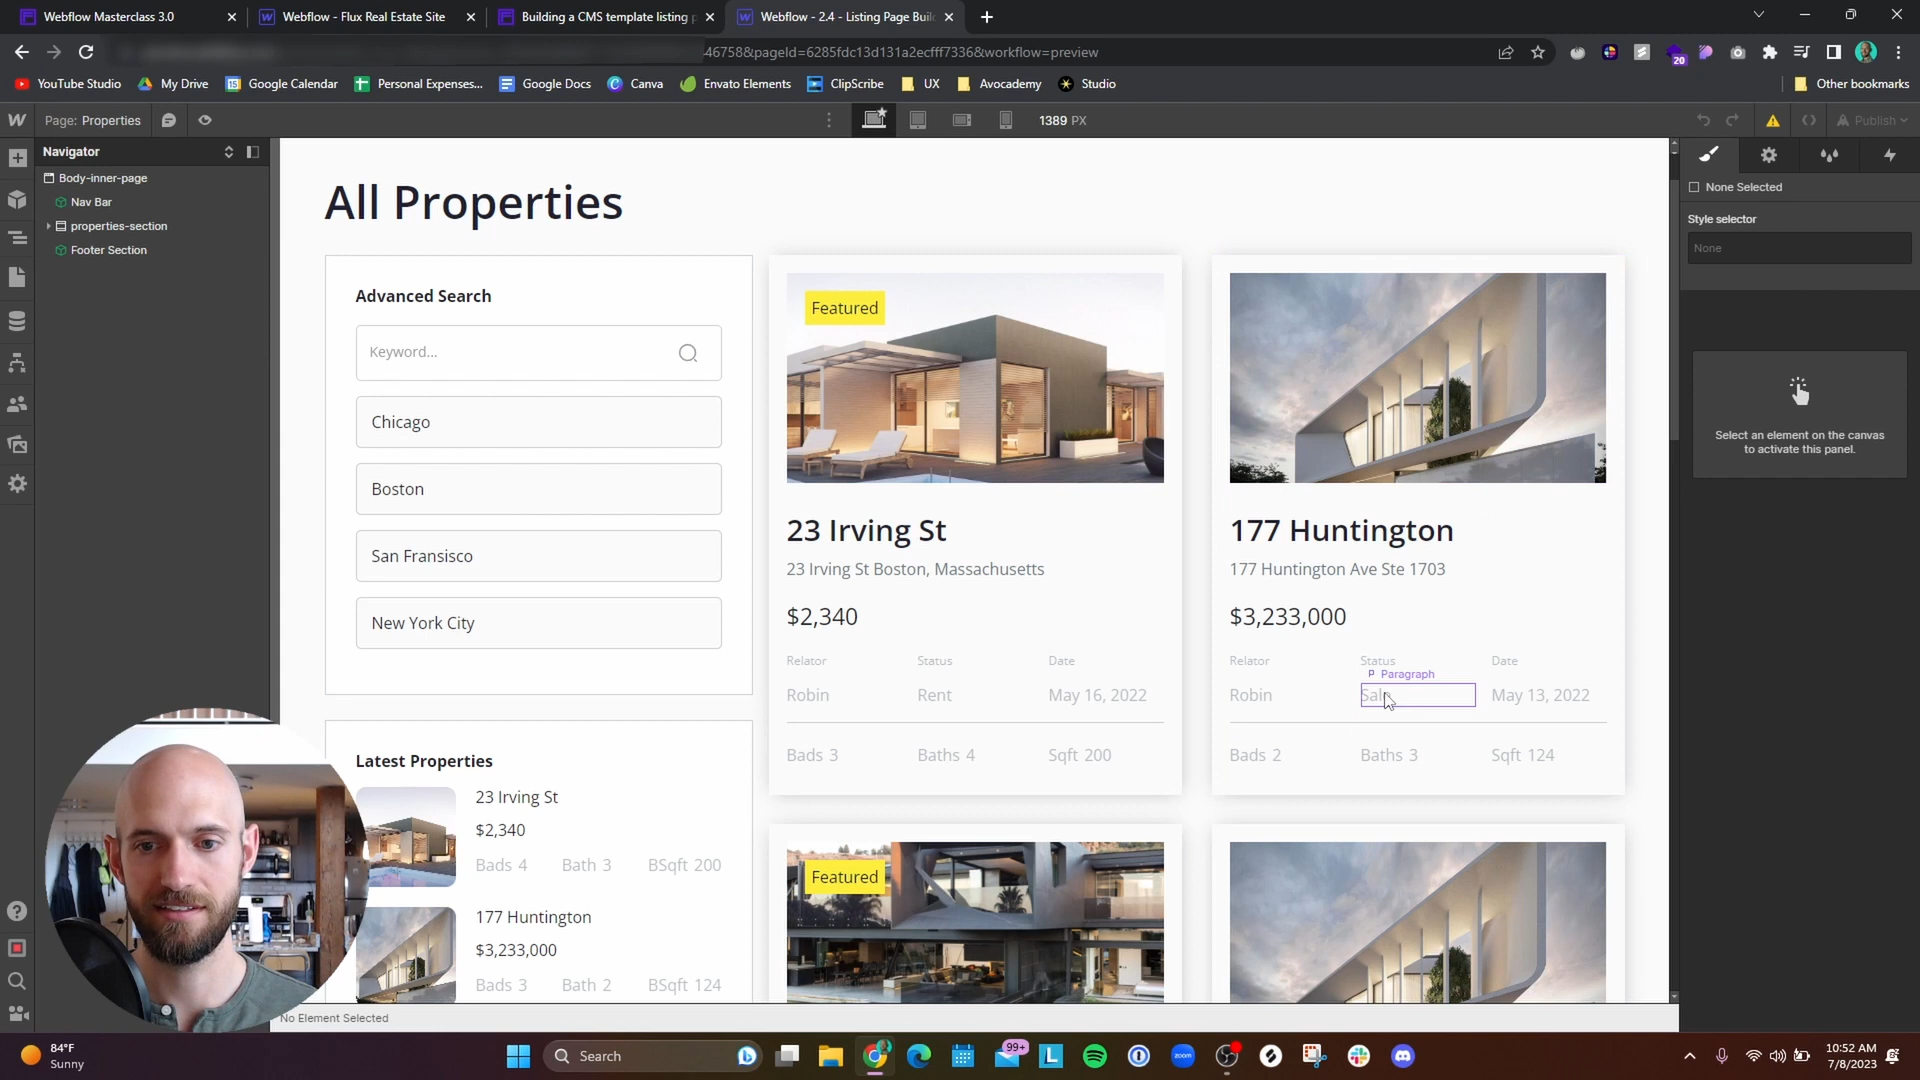 Webflow Masterclass 3.0
Webflow - Flux Real Estate Site
Building a CMS template listing
Webflow - 2.4 - Listing Page Buil
46758&pageId=6285fdc13d131a2ecfff7336&workflow=preview
20
YouTube Studio
My Drive
Google Calendar
Personal Expenses...
Google Docs
Canva
Envato Elements
ClipScribe
UX
Avocademy
Studio
Other bookmarks
Page: Properties
1389 PX
Publish
Navigator
Body-inner-page
Nav Bar
properties-section
Footer Section
None Selected
Style selector
None
Select an element on the canvas
to activate this panel.
All Properties
Advanced Search
Keyword...
Chicago
Boston
San Fransisco
New York City
Latest Properties
23 Irving St
$2,340
Bads 4 Bath 3 BSqft 200
177 Huntington
$3,233,000
Bads 3 Bath 2 BSqft 124
Featured
23 Irving St
23 Irving St Boston, Massachusetts
$2,340
Relator Status Date
Robin Rent May 16, 2022
Bads 3 Baths 4 Sqft 200
177 Huntington
177 Huntington Ave Ste 1703
$3,233,000
Relator Status Date
P Paragraph
Robin May 13, 2022
Bads 2 Baths 3 Sqft 124
Featured
No Element Selected
84°F
Sunny
Search
99+
zoom
10:52 AM
7/8/2023